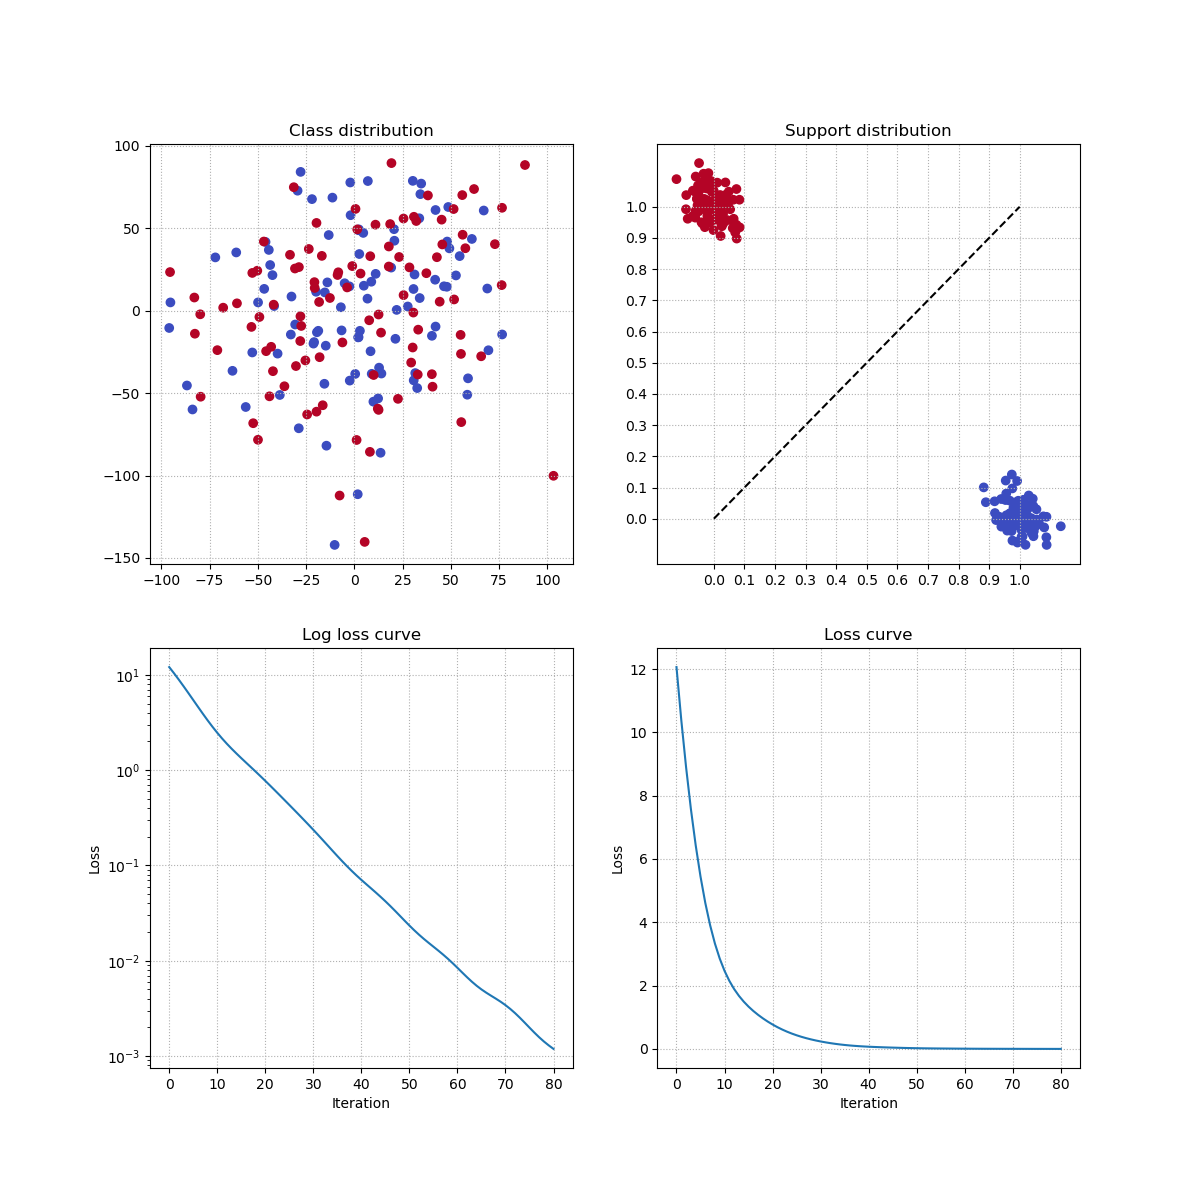 Class distribution
100
50
0
−50
−100
−150
−100 −75 −50 −25 0 25 50 75 100
Support distribution
1.0
0.9
0.8
0.7
0.6
0.5
0.4
0.3
0.2
0.1
0.0
0.0 0.1 0.2 0.3 0.4 0.5 0.6 0.7 0.8 0.9 1.0
Log loss curve
10¹
10⁰
10⁻¹
10⁻²
10⁻³
Loss
0 10 20 30 40 50 60 70 80
Iteration
Loss curve
12
10
8
6
4
2
0
Loss
0 10 20 30 40 50 60 70 80
Iteration